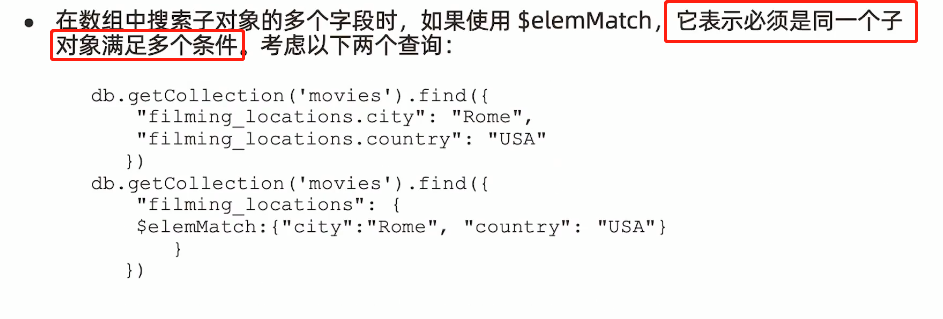 • 在数组中搜索子对象的多个字段时，如果使用 $elemMatch，它表示必须是同一个子
对象满足多个条件。考虑以下两个查询：
db.getCollection('movies').find({
"filming_locations.city": "Rome",
"filming_locations.country": "USA"
})
db.getCollection('movies').find({
"filming_locations": {
$elemMatch:{"city":"Rome", "country": "USA"}
}
})